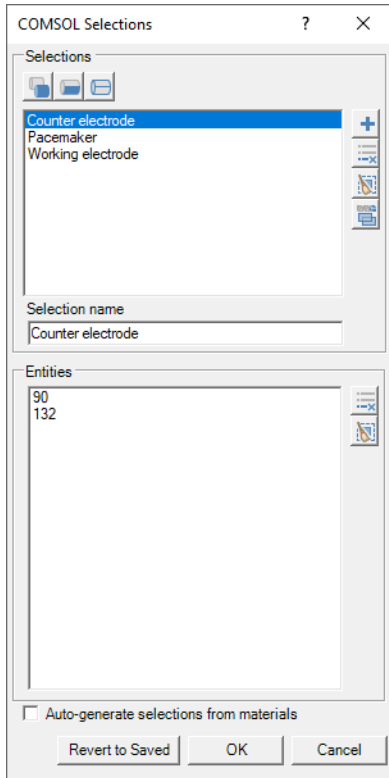 COMSOL Selections ?
Selections
Counter electrode
Pacemaker
Working electrode
Selection name
Counter electrode
Entities
90
132
Auto-generate selections from materials
Revert to Saved OK Cancel